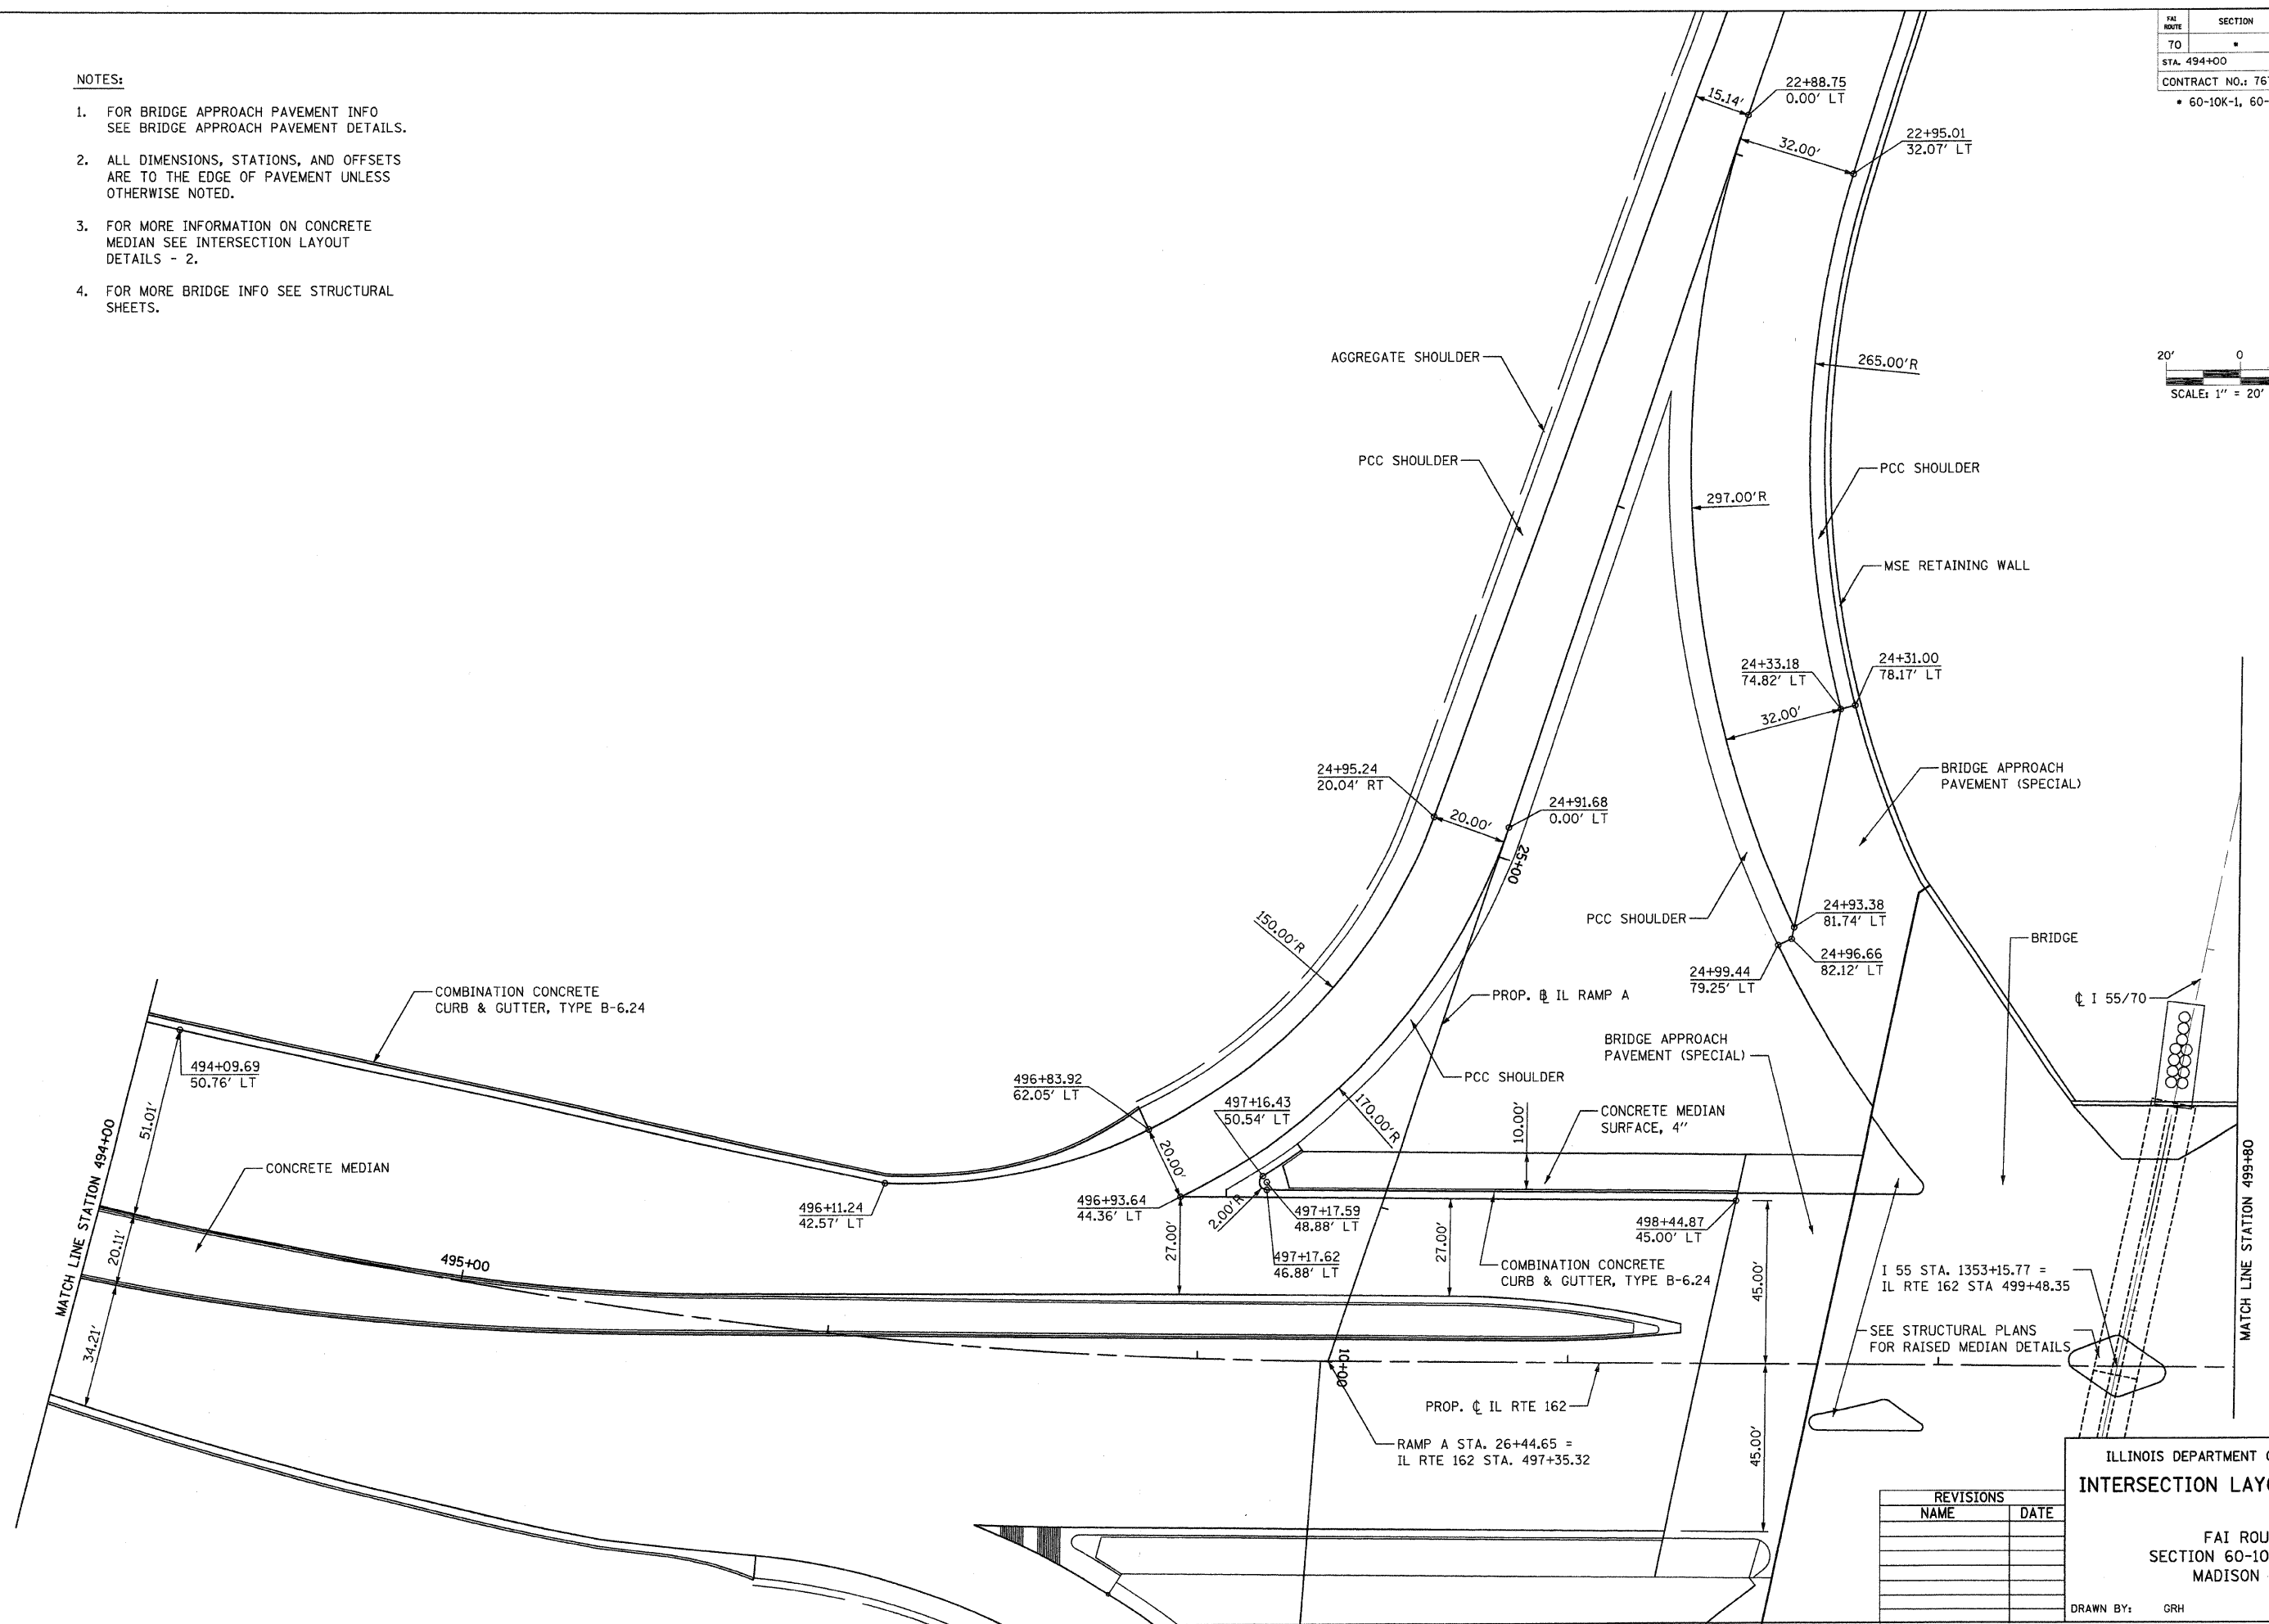 NOTES:
1. FOR BRIDGE APPROACH PAVEMENT INFO
SEE BRIDGE APPROACH PAVEMENT DETAILS.
2. ALL DIMENSIONS, STATIONS, AND OFFSETS
ARE TO THE EDGE OF PAVEMENT UNLESS
OTHERWISE NOTED.
3. FOR MORE INFORMATION ON CONCRETE
MEDIAN SEE INTERSECTION LAYOUT
DETAILS - 2.
4. FOR MORE BRIDGE INFO SEE STRUCTURAL
SHEETS.
FAI
ROUTE
SECTION
70
*
STA. 494+00
CONTRACT NO.: 76
* 60-10K-1, 60-
20' 0
SCALE: 1" = 20'
15.14'
22+88.75
0.00' LT
32.00'
22+95.01
32.07' LT
AGGREGATE SHOULDER
265.00'R
PCC SHOULDER
PCC SHOULDER
297.00'R
MSE RETAINING WALL
24+33.18
74.82' LT
24+31.00
78.17' LT
32.00'
24+95.24
20.04' RT
20.00'
24+91.68
0.00' LT
BRIDGE APPROACH
PAVEMENT (SPECIAL)
25+00
150.00'R
PCC SHOULDER
24+93.38
81.74' LT
24+96.66
82.12' LT
24+99.44
79.25' LT
BRIDGE
COMBINATION CONCRETE
CURB & GUTTER, TYPE B-6.24
PROP. ℄ IL RAMP A
℄ I 55/70
494+09.69
50.76' LT
BRIDGE APPROACH
PAVEMENT (SPECIAL)
496+83.92
62.05' LT
PCC SHOULDER
497+16.43
50.54' LT
170.00'R
CONCRETE MEDIAN
SURFACE, 4"
10.00'
51.01'
MATCH LINE STATION 494+00
CONCRETE MEDIAN
20.00'
496+11.24
42.57' LT
496+93.64
44.36' LT
2.00'R
497+17.59
48.88' LT
498+44.87
45.00' LT
MATCH LINE STATION 499+80
20.11'
495+00
27.00'
497+17.62
46.88' LT
27.00'
COMBINATION CONCRETE
CURB & GUTTER, TYPE B-6.24
45.00'
I 55 STA. 1353+15.77 =
IL RTE 162 STA 499+48.35
34.21'
SEE STRUCTURAL PLANS
FOR RAISED MEDIAN DETAILS
10+00
PROP. ℄ IL RTE 162
RAMP A STA. 26+44.65 =
IL RTE 162 STA. 497+35.32
45.00'
ILLINOIS DEPARTMENT
INTERSECTION LAY
REVISIONS
NAME DATE
FAI ROU
SECTION 60-10
MADISON
DRAWN BY: GRH